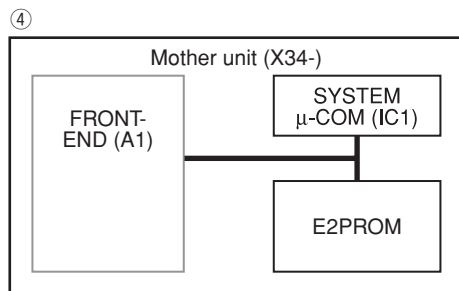 ④
Mother unit (X34-)
FRONT-
END (A1)
SYSTEM
μ-COM (IC1)
E2PROM